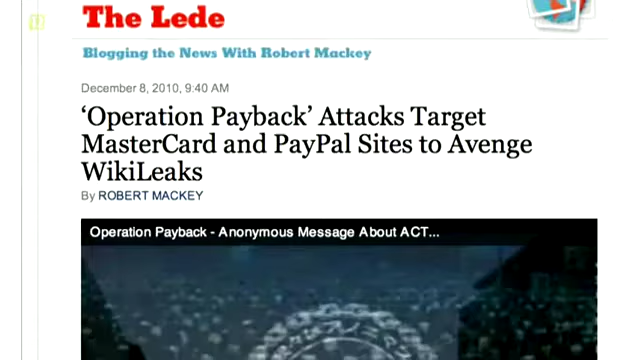 The Lede
Blogging the News With Robert Mackey
December 8, 2010, 9:40 AM
‘Operation Payback’ Attacks Target
MasterCard and PayPal Sites to Avenge
WikiLeaks
By ROBERT MACKEY
Operation Payback - Anonymous Message About ACT...